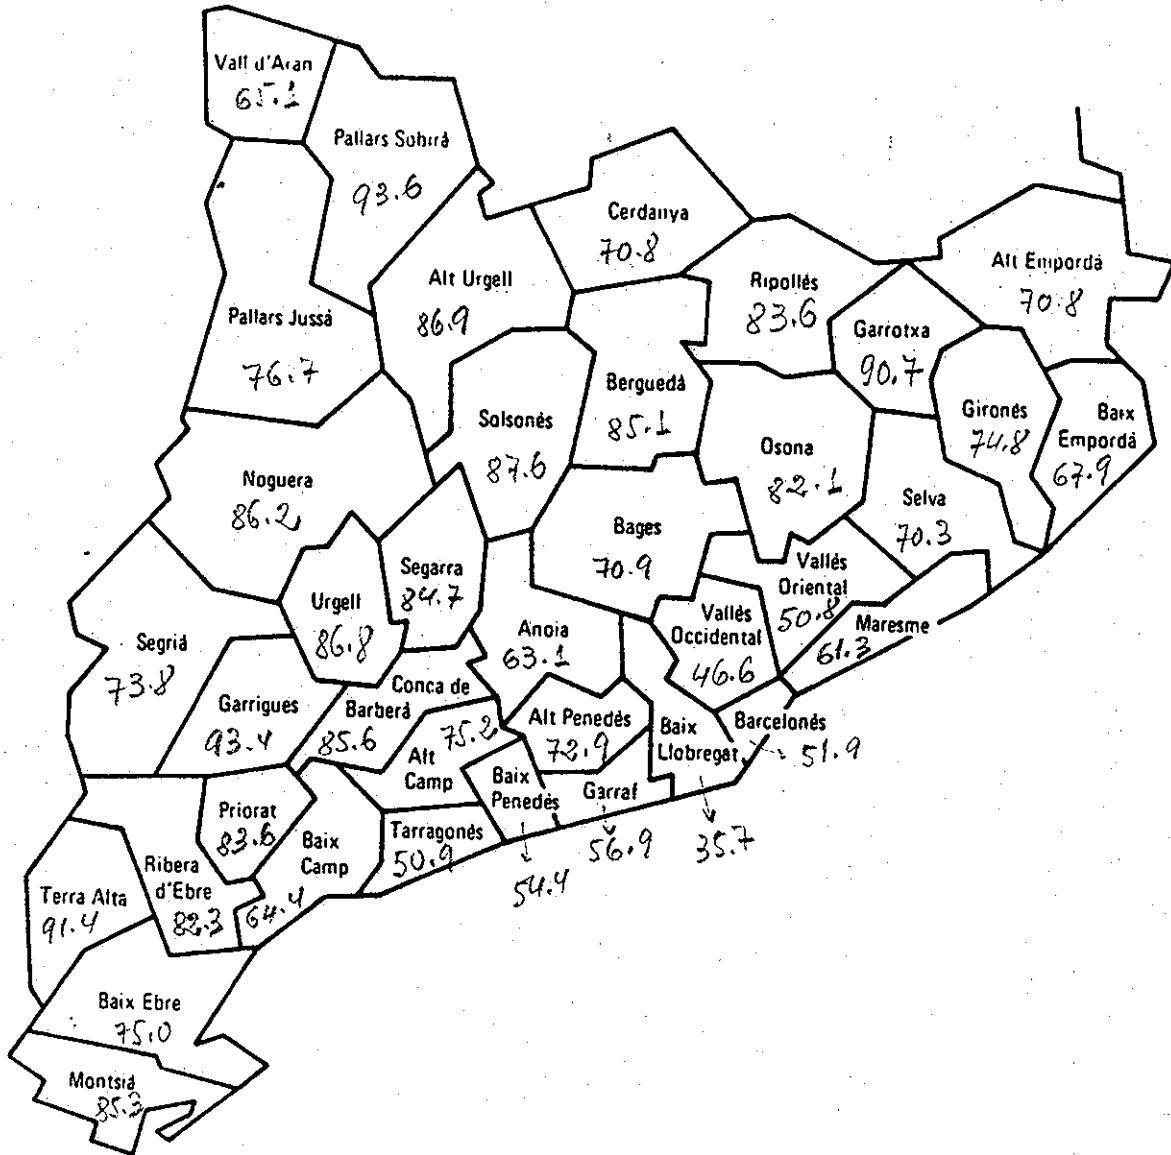 Vall d'Aran
65.1
Pallars Sobirà
93.6
Cerdanya
70.8
Alt Empordà
70.8
Alt Urgell
86.9
Ripollés
83.6
Garrotxa
90.7
Pallars Jussà
76.7
Berguedà
85.1
Gironés
74.8
Baix
Empordà
67.9
Solsonés
87.6
Osona
82.1
Noguera
86.2
Selva
70.3
Bages
70.9
Segarra
84.7
Vallés
Oriental
50.8
Urgell
86.8
Vallès
Occidental
46.6
Maresme
61.3
Anoia
63.1
Segrià
73.8
Conca de
Barberà
85.6
Garrigues
93.4
Alt Penedès
72.9
Baix
Llobregat
35.7
Barcelonés
51.9
Alt
Camp
75.2
Baix
Penedès
54.4
Garraf
56.9
Priorat
83.6
Baix
Camp
64.4
Tarragonés
50.9
Ribera
d'Ebre
82.3
Terra Alta
91.4
Baix Ebre
75.0
Montsià
85.3